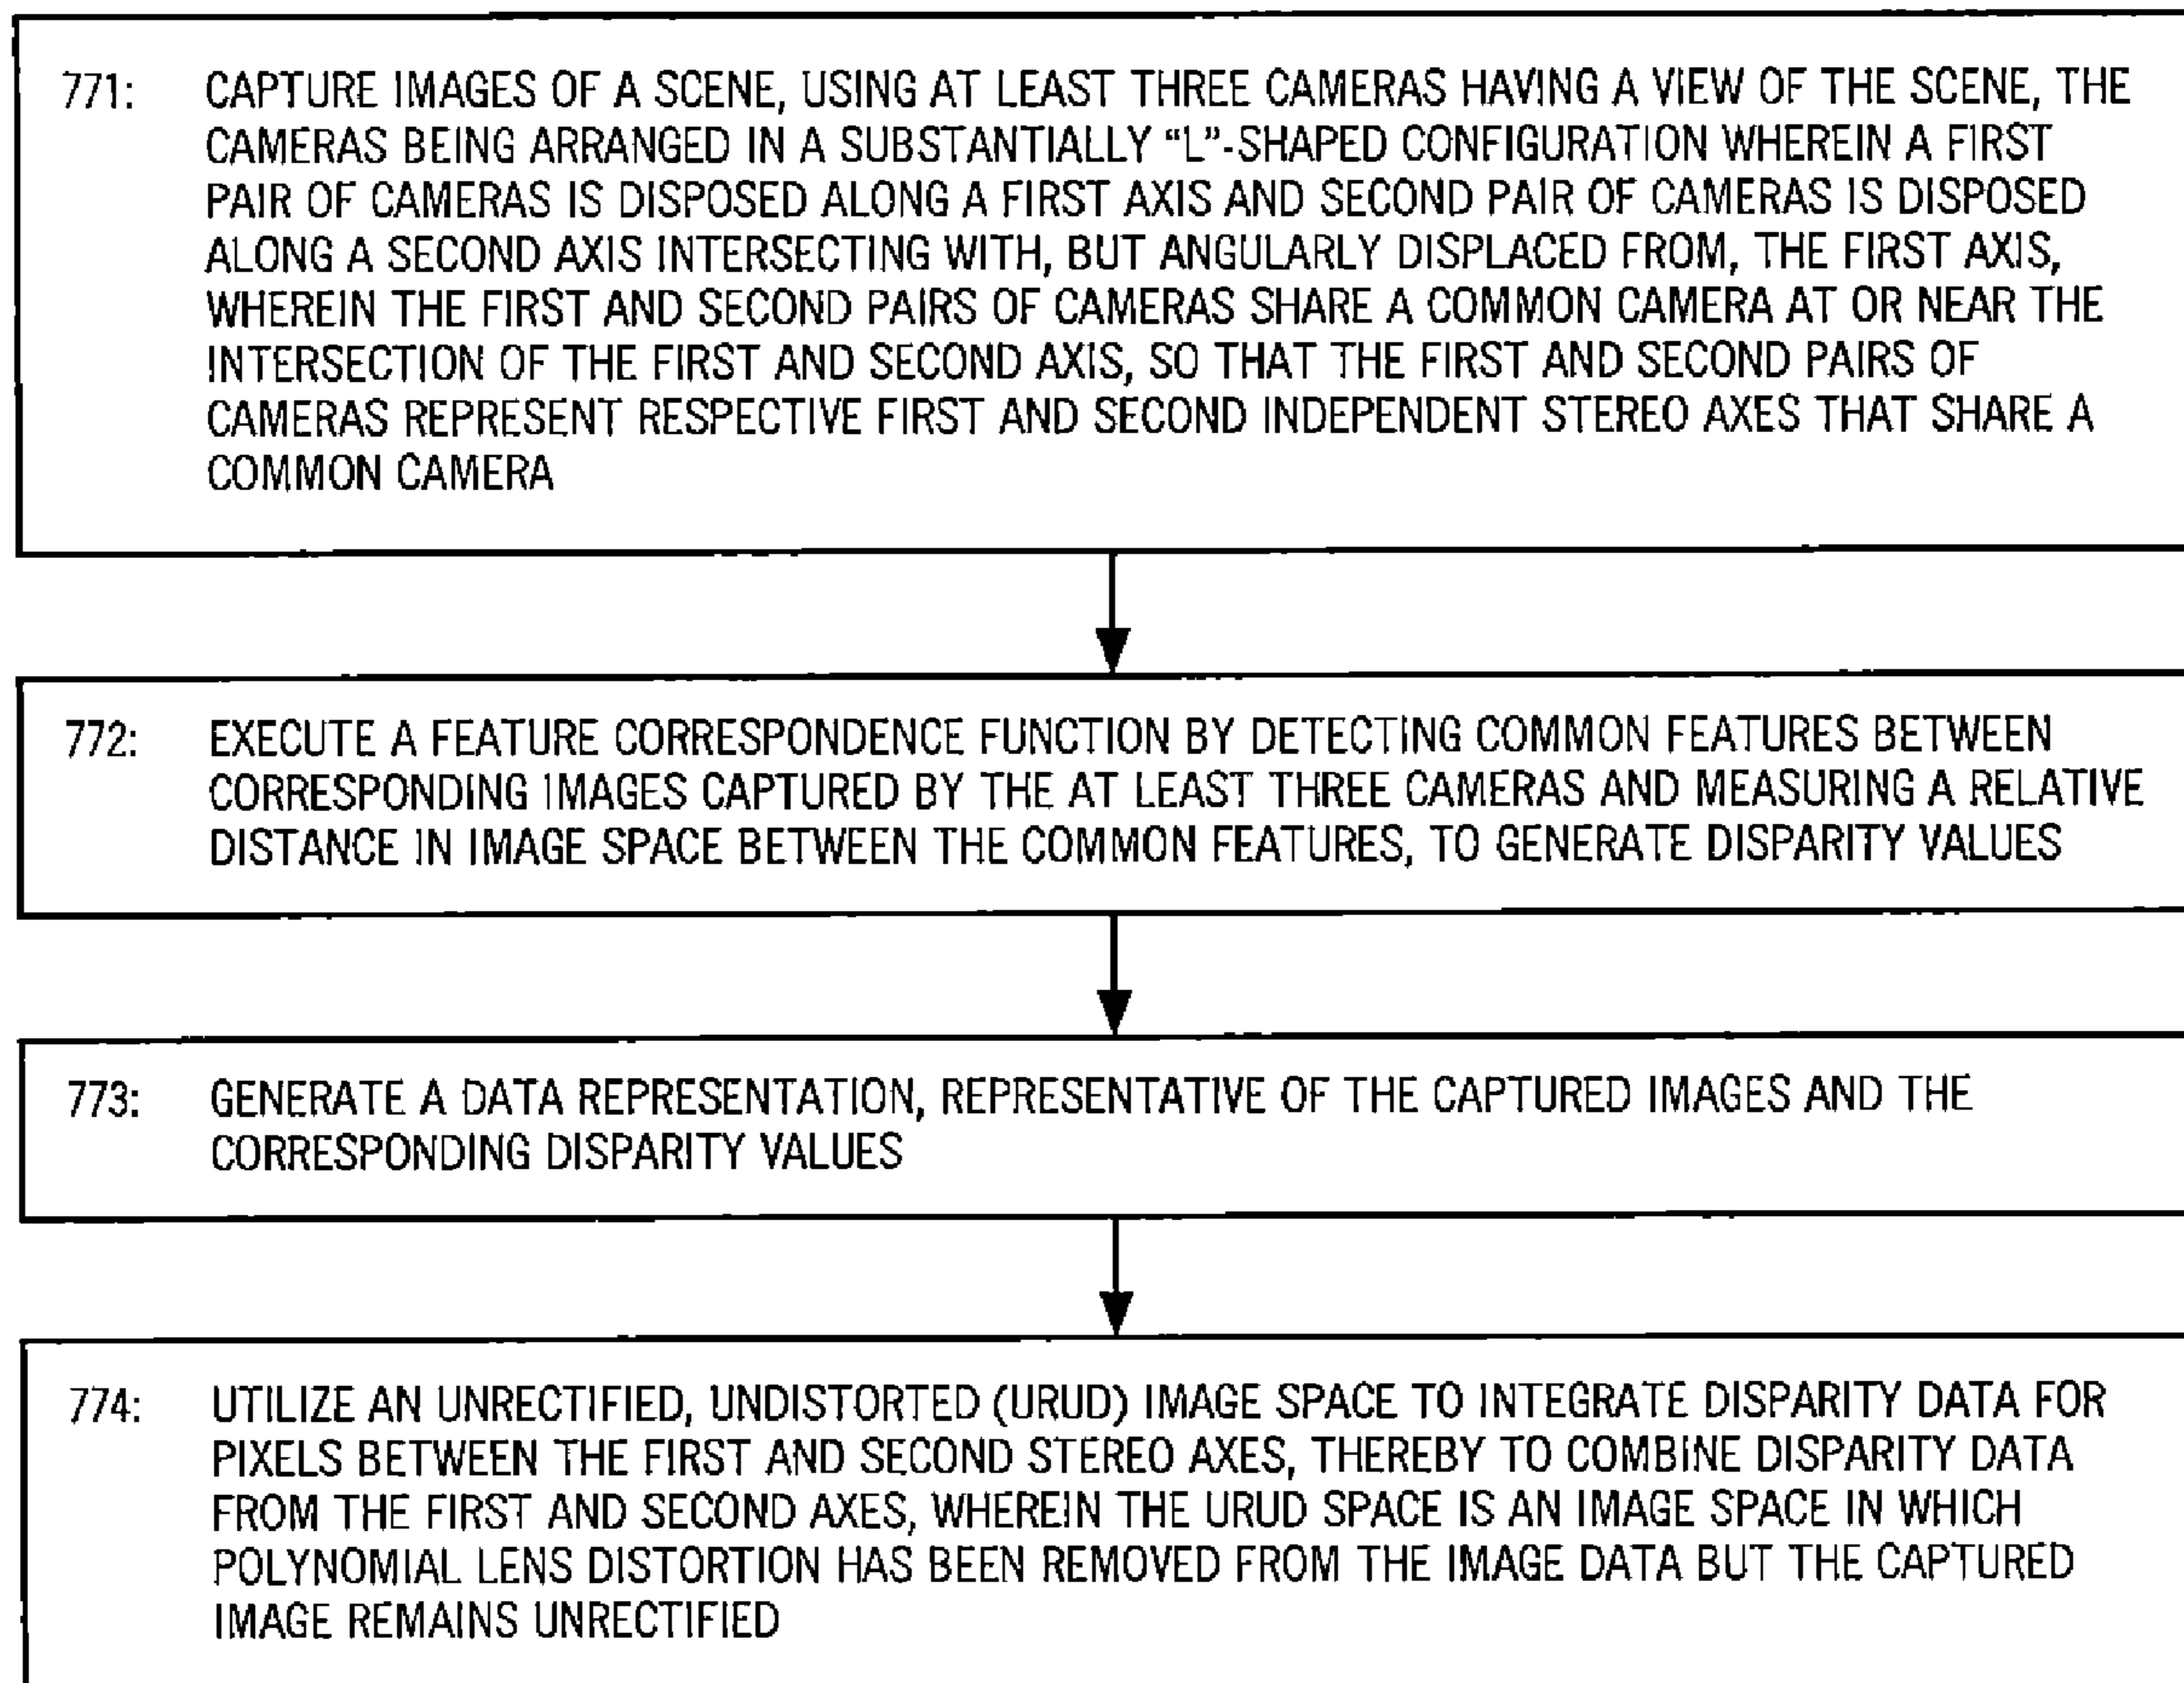 771: CAPTURE IMAGES OF A SCENE, USING AT LEAST THREE CAMERAS HAVING A VIEW OF THE SCENE, THE
CAMERAS BEING ARRANGED IN A SUBSTANTIALLY “L”-SHAPED CONFIGURATION WHEREIN A FIRST
PAIR OF CAMERAS IS DISPOSED ALONG A FIRST AXIS AND SECOND PAIR OF CAMERAS IS DISPOSED
ALONG A SECOND AXIS INTERSECTING WITH, BUT ANGULARLY DISPLACED FROM, THE FIRST AXIS,
WHEREIN THE FIRST AND SECOND PAIRS OF CAMERAS SHARE A COMMON CAMERA AT OR NEAR THE
INTERSECTION OF THE FIRST AND SECOND AXIS, SO THAT THE FIRST AND SECOND PAIRS OF
CAMERAS REPRESENT RESPECTIVE FIRST AND SECOND INDEPENDENT STEREO AXES THAT SHARE A
COMMON CAMERA
772: EXECUTE A FEATURE CORRESPONDENCE FUNCTION BY DETECTING COMMON FEATURES BETWEEN
CORRESPONDING IMAGES CAPTURED BY THE AT LEAST THREE CAMERAS AND MEASURING A RELATIVE
DISTANCE IN IMAGE SPACE BETWEEN THE COMMON FEATURES, TO GENERATE DISPARITY VALUES
773: GENERATE A DATA REPRESENTATION, REPRESENTATIVE OF THE CAPTURED IMAGES AND THE
CORRESPONDING DISPARITY VALUES
774: UTILIZE AN UNRECTIFIED, UNDISTORTED (URUD) IMAGE SPACE TO INTEGRATE DISPARITY DATA FOR
PIXELS BETWEEN THE FIRST AND SECOND STEREO AXES, THEREBY TO COMBINE DISPARITY DATA
FROM THE FIRST AND SECOND AXES, WHEREIN THE URUD SPACE IS AN IMAGE SPACE IN WHICH
POLYNOMIAL LENS DISTORTION HAS BEEN REMOVED FROM THE IMAGE DATA BUT THE CAPTURED
IMAGE REMAINS UNRECTIFIED